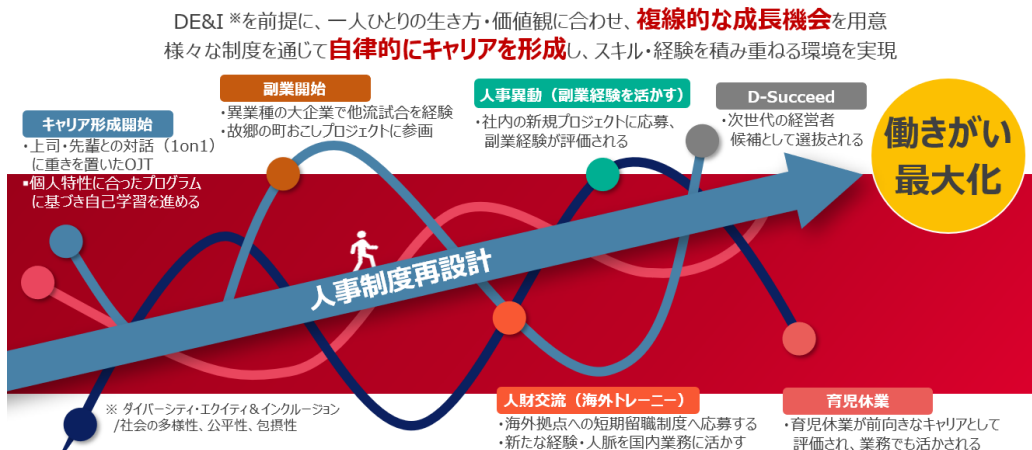 DE&I ※を前提に、一人ひとりの生き方・価値観に合わせ、複線的な成長機会を用意
様々な制度を通じて自律的にキャリアを形成し、スキル・経験を積み重ねる環境を実現
キャリア形成開始
・上司・先輩との対話（1on1）
に重きを置いたOJT
▪個人特性に合ったプログラム
に基づき自己学習を進める
副業開始
・異業種の大企業で他流試合を経験
・故郷の町おこしプロジェクトに参画
人事異動（副業経験を活かす）
・社内の新規プロジェクトに応募、
副業経験が評価される
D-Succeed
・次世代の経営者
候補として選抜される
働きがい
最大化
人事制度再設計
※ ダイバーシティ・エクイティ＆インクルージョン
/社会の多様性、公平性、包摂性
人財交流（海外トレーニー）
・海外拠点への短期留職制度へ応募する
・新たな経験・人脈を国内業務に活かす
育児休業
・育児休業が前向きなキャリアとして
評価され、業務でも活かされる